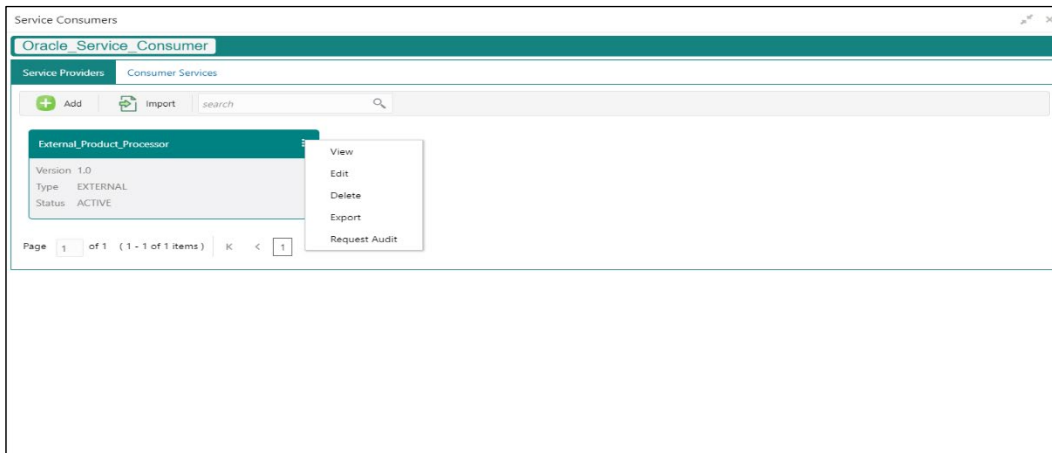 Service Consumers
Oracle_Service_Consumer
Service Providers Consumer Services
Add Import search
External_Product_Processor
Version 1.0
Type EXTERNAL
Status ACTIVE
View
Edit
Delete
Export
Request Audit
Page 1 of 1 ( 1 - 1 of 1 items ) 1